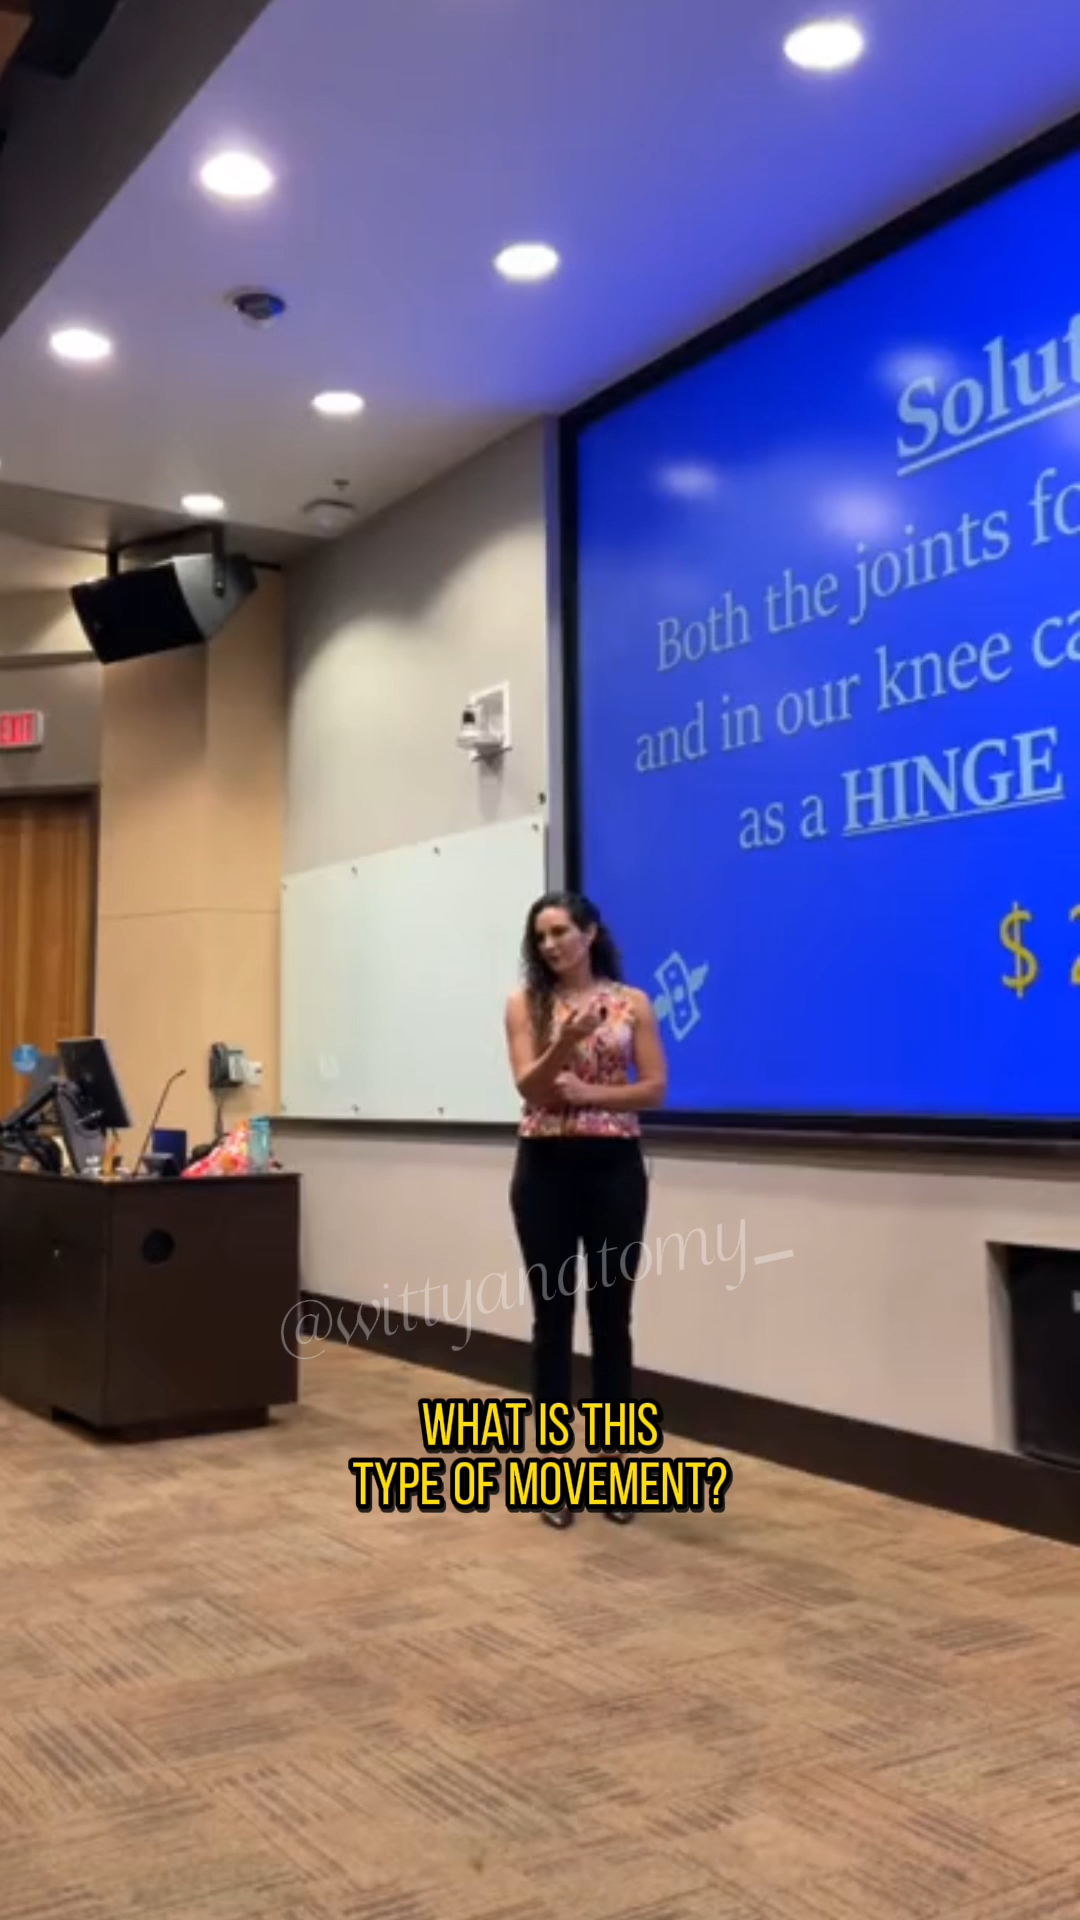 EXIT
Solut
Both the joints fo
and in our knee ca
as a HINGE
$ 2
@wittyanatomy_
WHAT IS THIS
TYPE OF MOVEMENT?